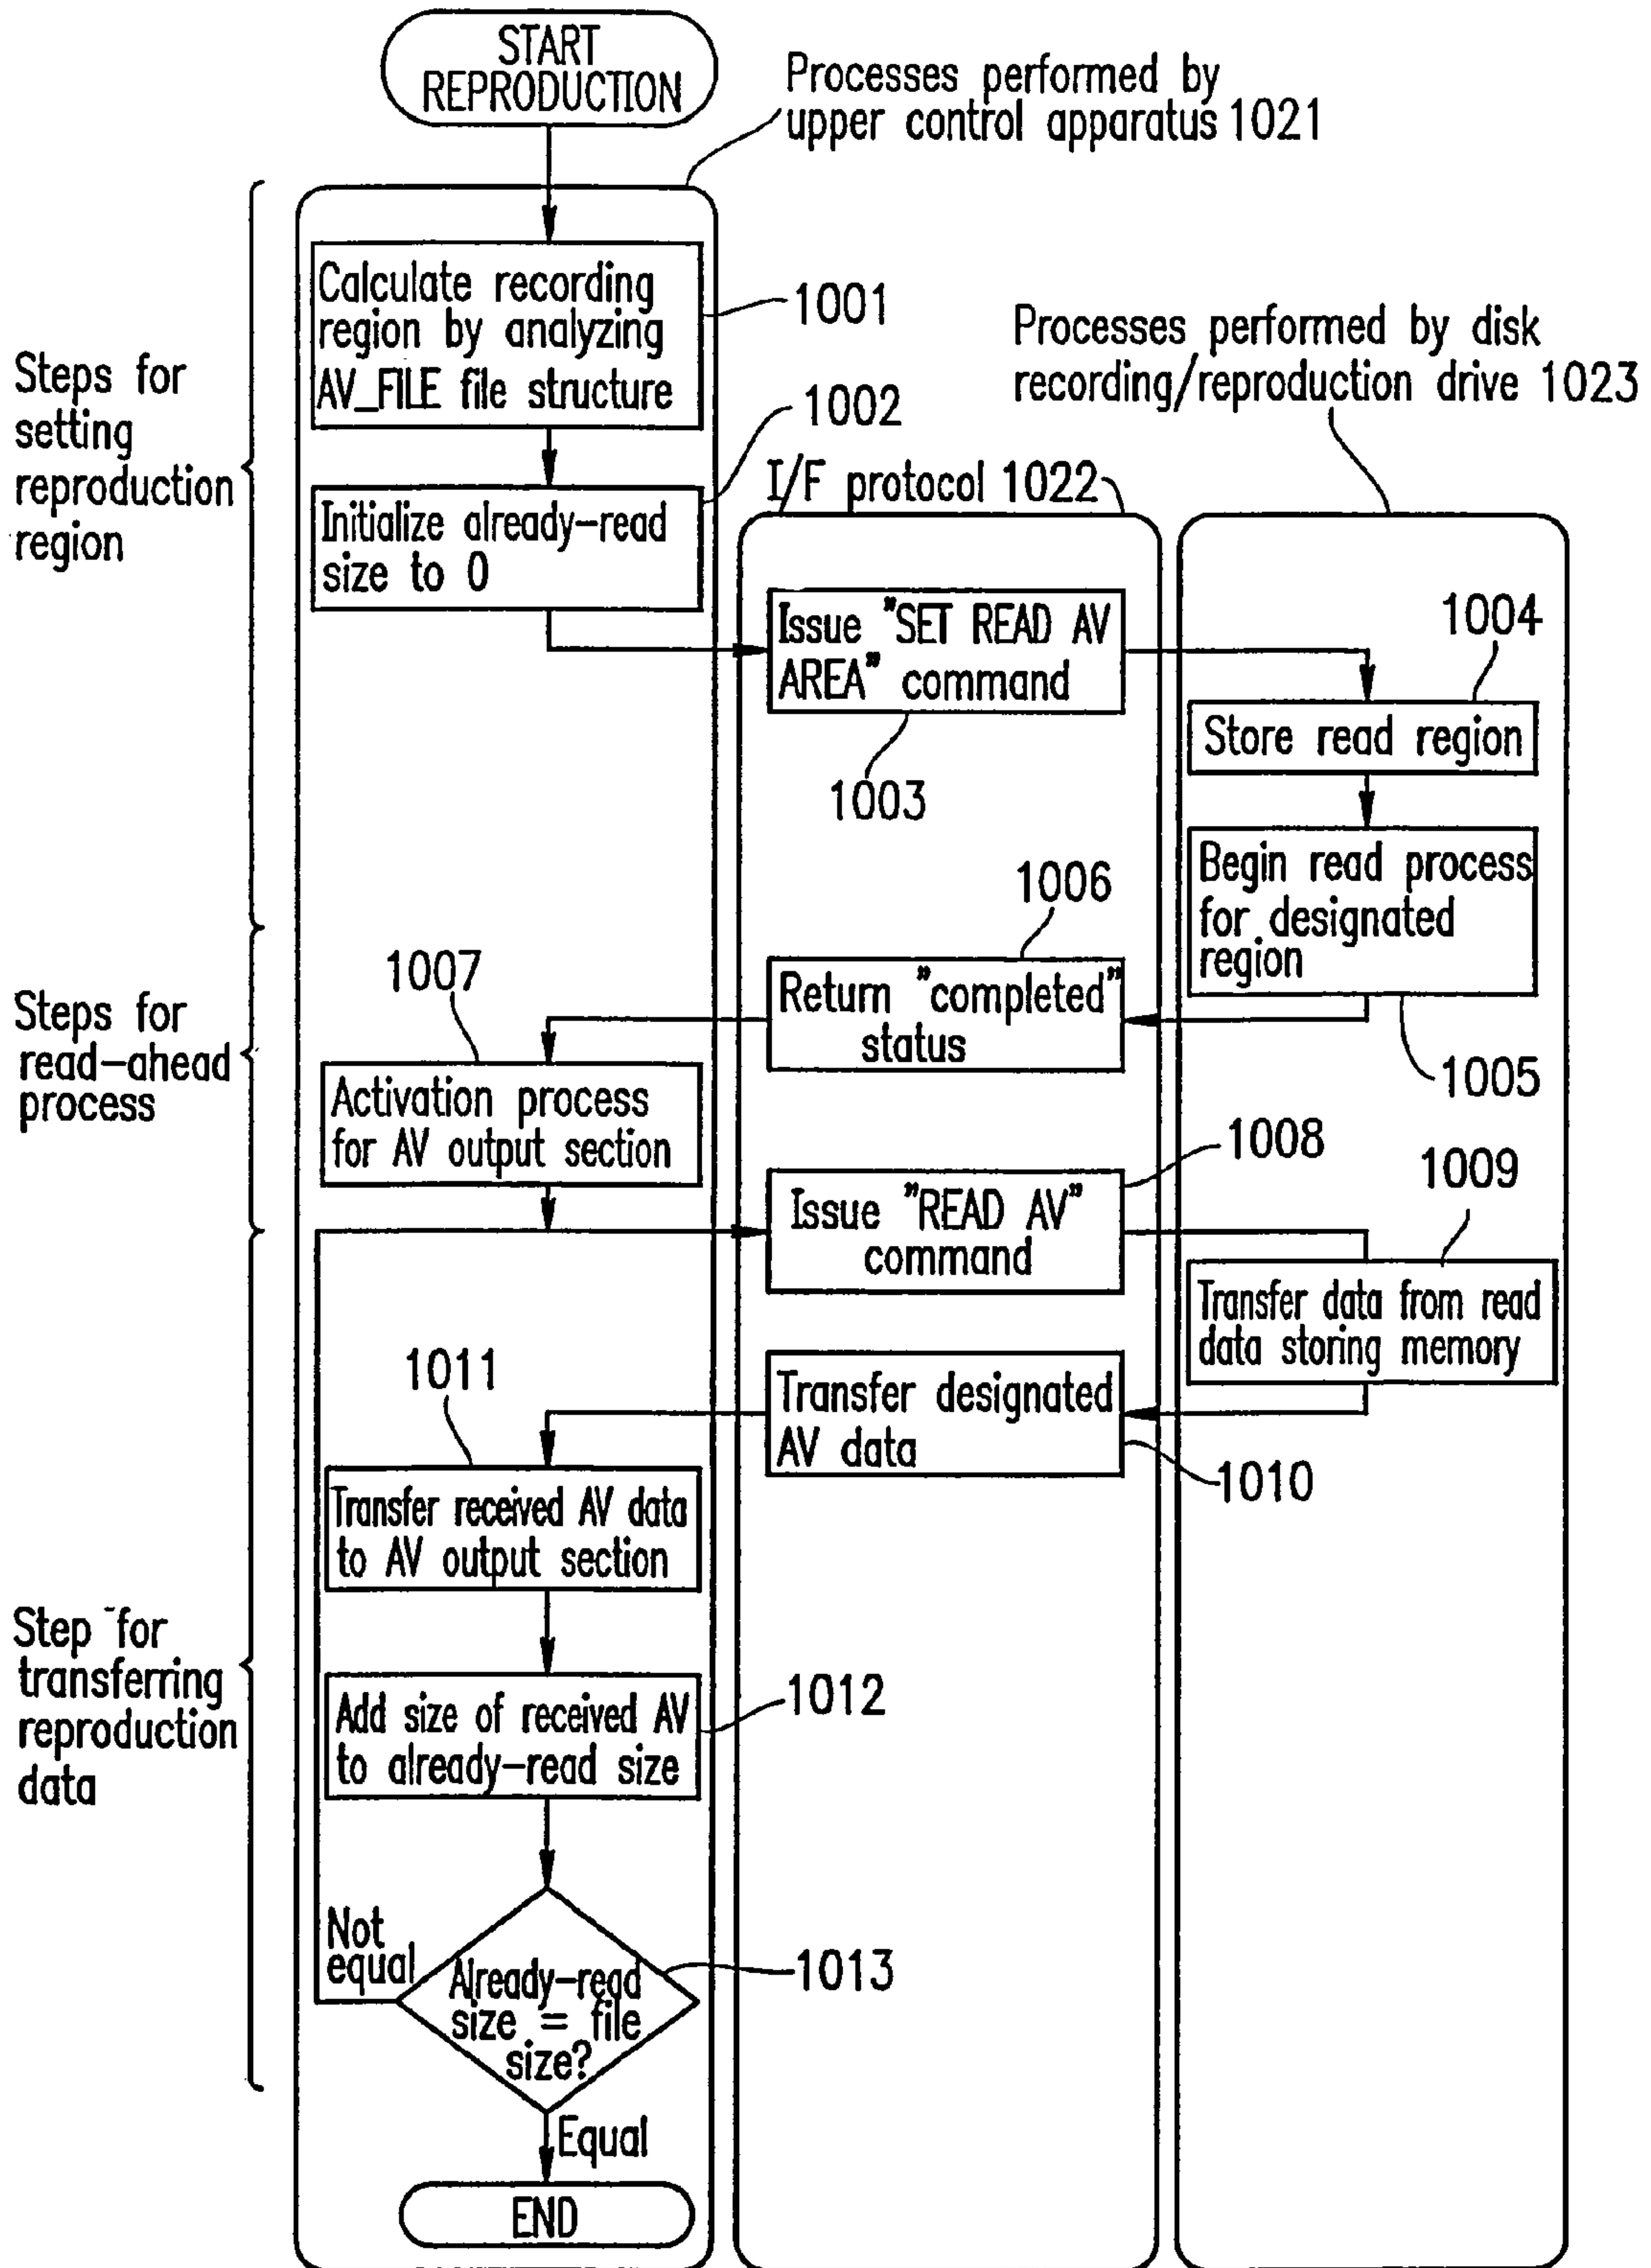 START
REPRODUCTION
Processes performed by
upper control apparatus 1021
Steps for
setting
reproduction
region
Calculate recording
region by analyzing
AV_FILE file structure
1001
1002
Initialize already-read
size to 0
Processes performed by disk
recording/reproduction drive 1023
I/F protocol 1022
Issue "SET READ AV
AREA" command
1003
1004
Store read region
Begin read process
for designated
region
1005
1006
Return "completed"
status
Steps for
read-ahead
process
1007
Activation process
for AV output section
1008
Issue "READ AV"
command
1009
Transfer data from read
data storing memory
Transfer designated
AV data
1010
Step for
transferring
reproduction
data
1011
Transfer received AV data
to AV output section
Add size of received AV
to already-read size
1012
Not
equal
Already-read
size = file
size?
1013
Equal
END